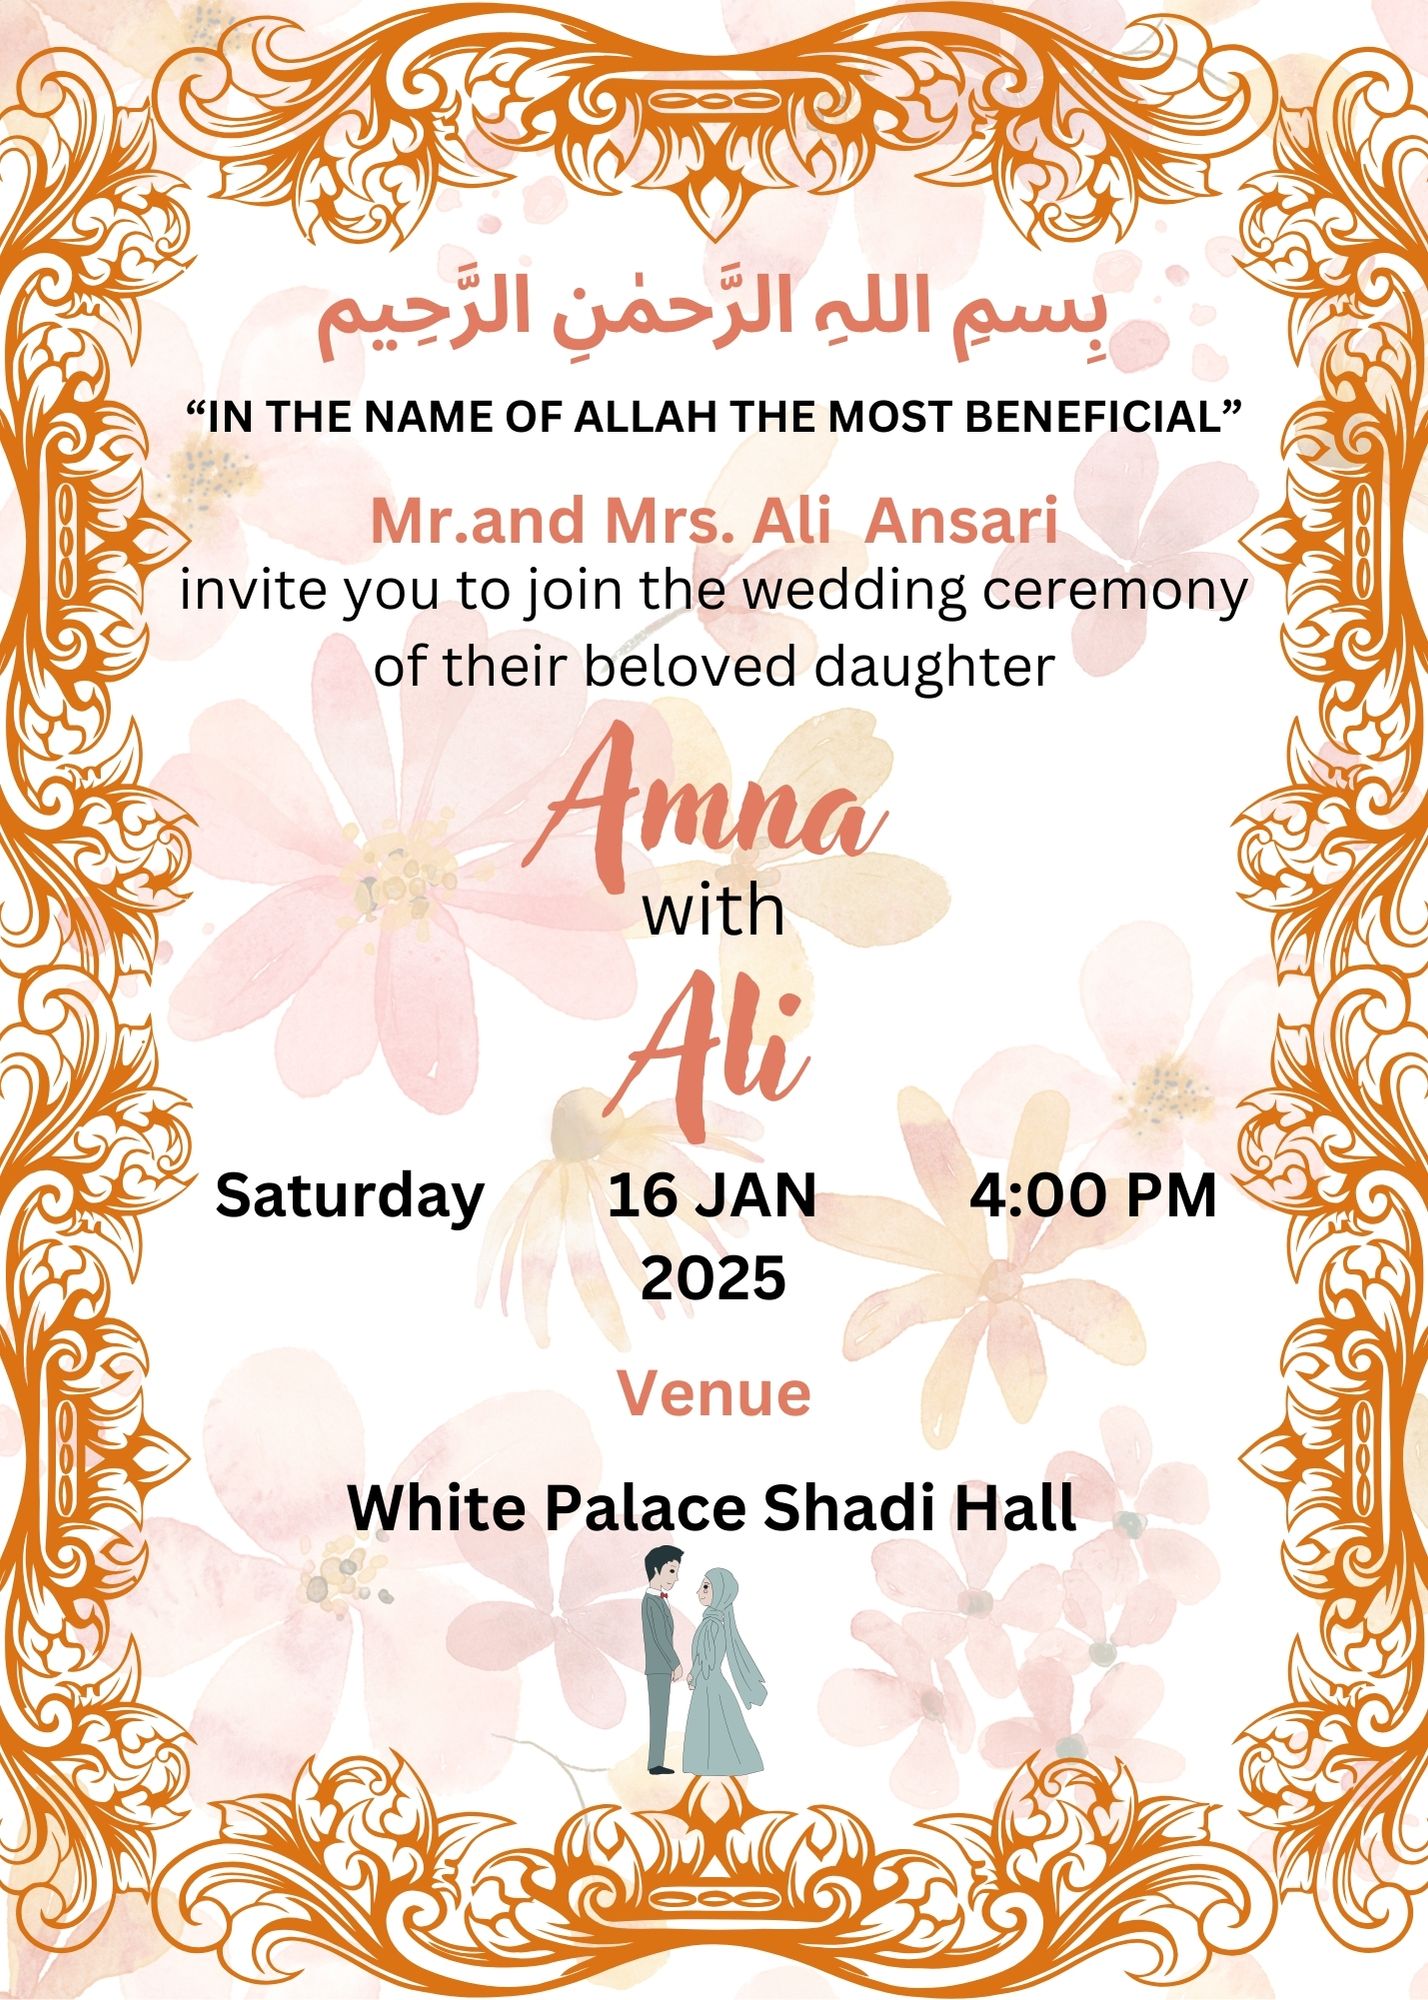 بِسمِ اللہِ الرَّحمٰنِ الرَّحِيم
“IN THE NAME OF ALLAH THE MOST BENEFICIAL”
Mr.and Mrs. Ali  Ansari
invite you to join the wedding ceremony
of their beloved daughter
Amna
with
Ali
Saturday 16 JAN 4:00 PM
2025
Venue
White Palace Shadi Hall